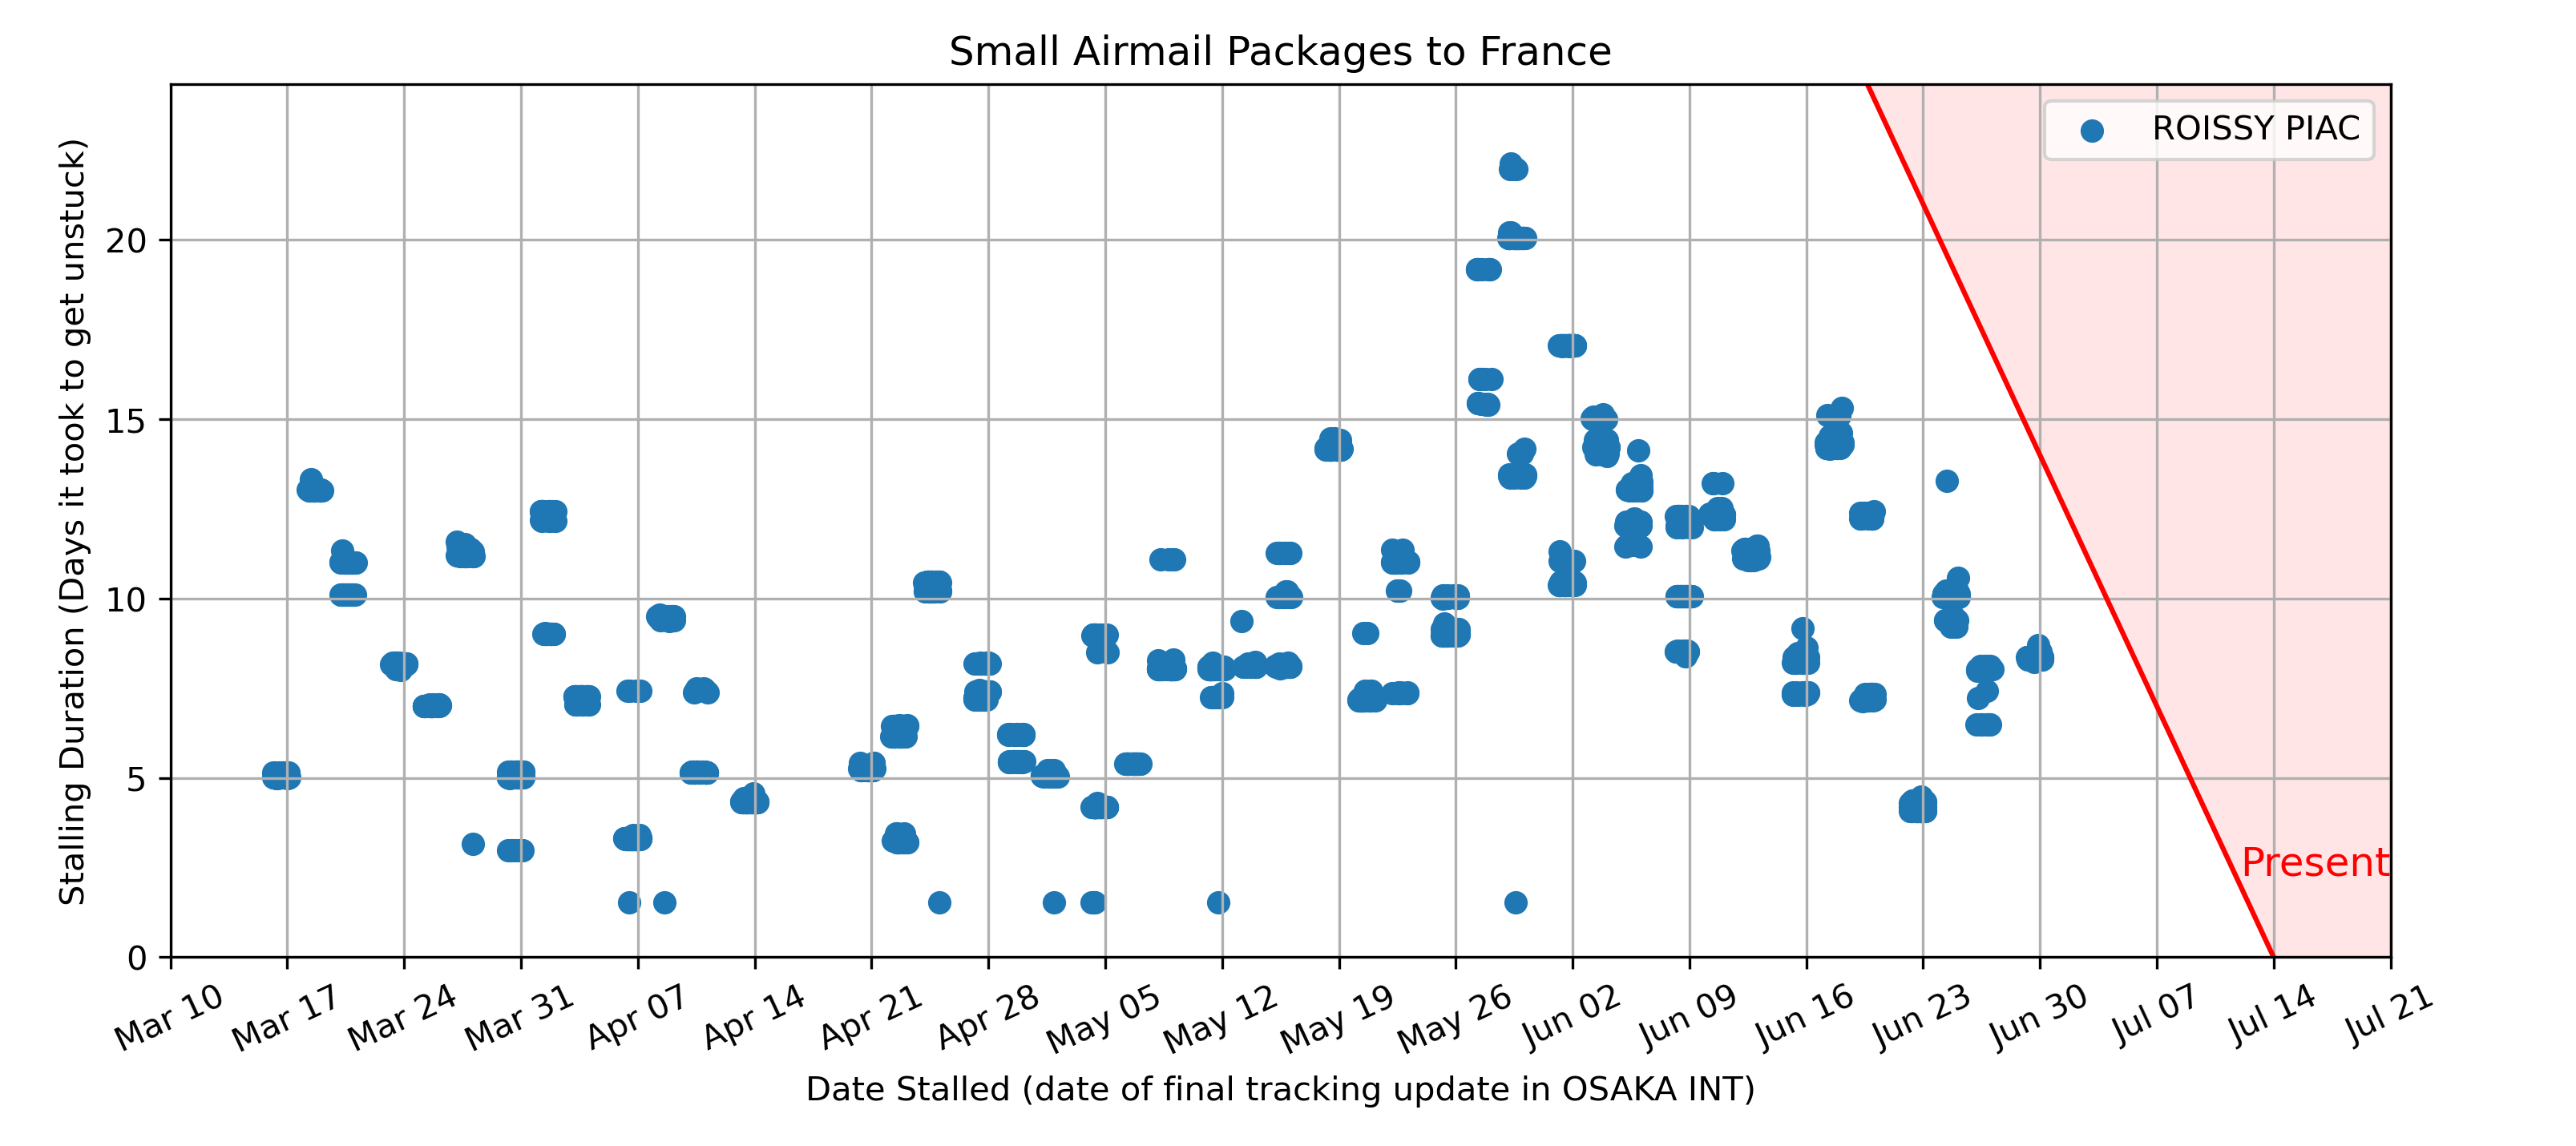 Small Airmail Packages to France
ROISSY PIAC
Stalling Duration (Days it took to get unstuck)
20
15
10
5
0
Present
Mar 10
Mar 17
Mar 24
Mar 31
Apr 07
Apr 14
Apr 21
Apr 28
May 05
May 12
May 19
May 26
Jun 02
Jun 09
Jun 16
Jun 23
Jun 30
Jul 07
Jul 14
Jul 21
Date Stalled (date of final tracking update in OSAKA INT)